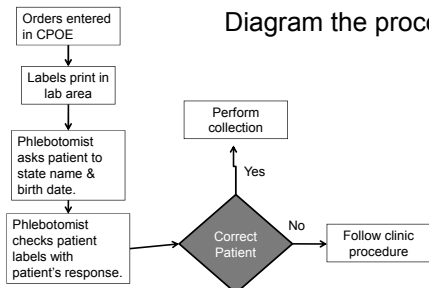 Diagram the proce
Orders entered
in CPOE
Labels print in
lab area
Phlebotomist
asks patient to
state name &
birth date.
Phlebotomist
checks patient
labels with
patient's response.
Perform
collection
Yes
Correct
Patient
No
Follow clinic
procedure